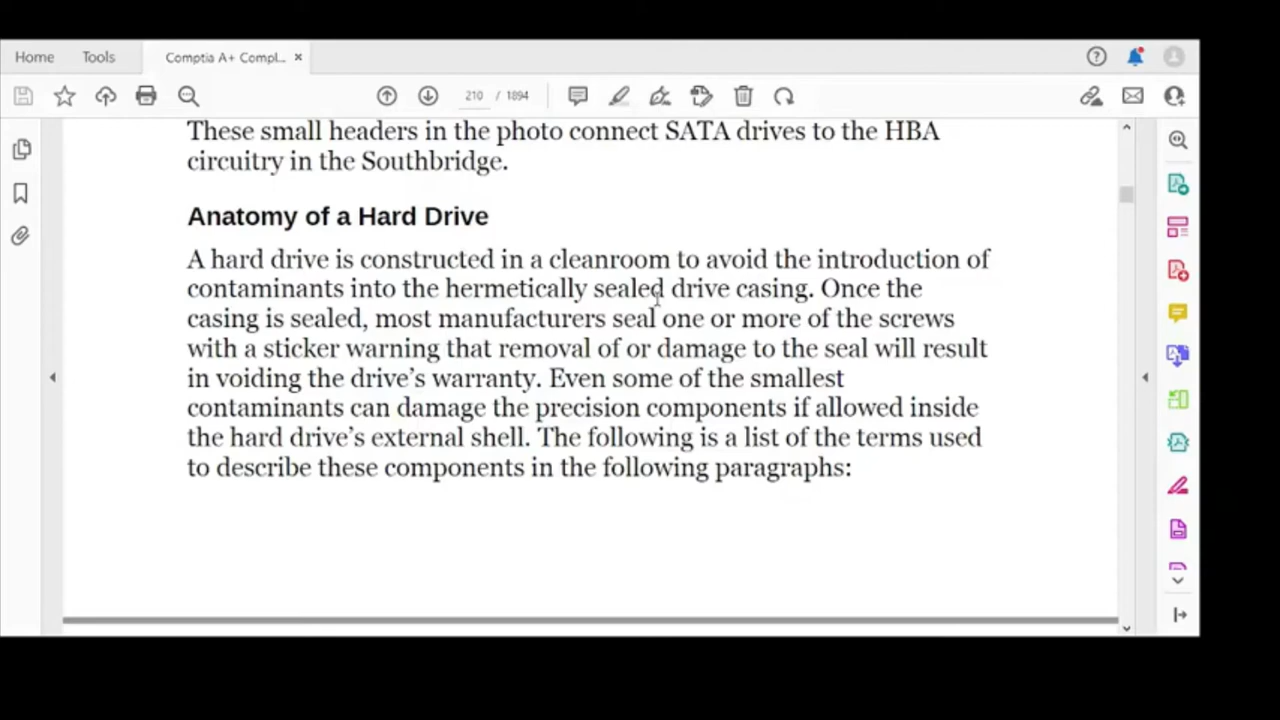 Home Tools Comptia A+ Compl... ×
210 / 1894
These small headers in the photo connect SATA drives to the HBA
circuitry in the Southbridge.
Anatomy of a Hard Drive
A hard drive is constructed in a cleanroom to avoid the introduction of
contaminants into the hermetically sealed drive casing. Once the
casing is sealed, most manufacturers seal one or more of the screws
with a sticker warning that removal of or damage to the seal will result
in voiding the drive’s warranty. Even some of the smallest
contaminants can damage the precision components if allowed inside
the hard drive’s external shell. The following is a list of the terms used
to describe these components in the following paragraphs: